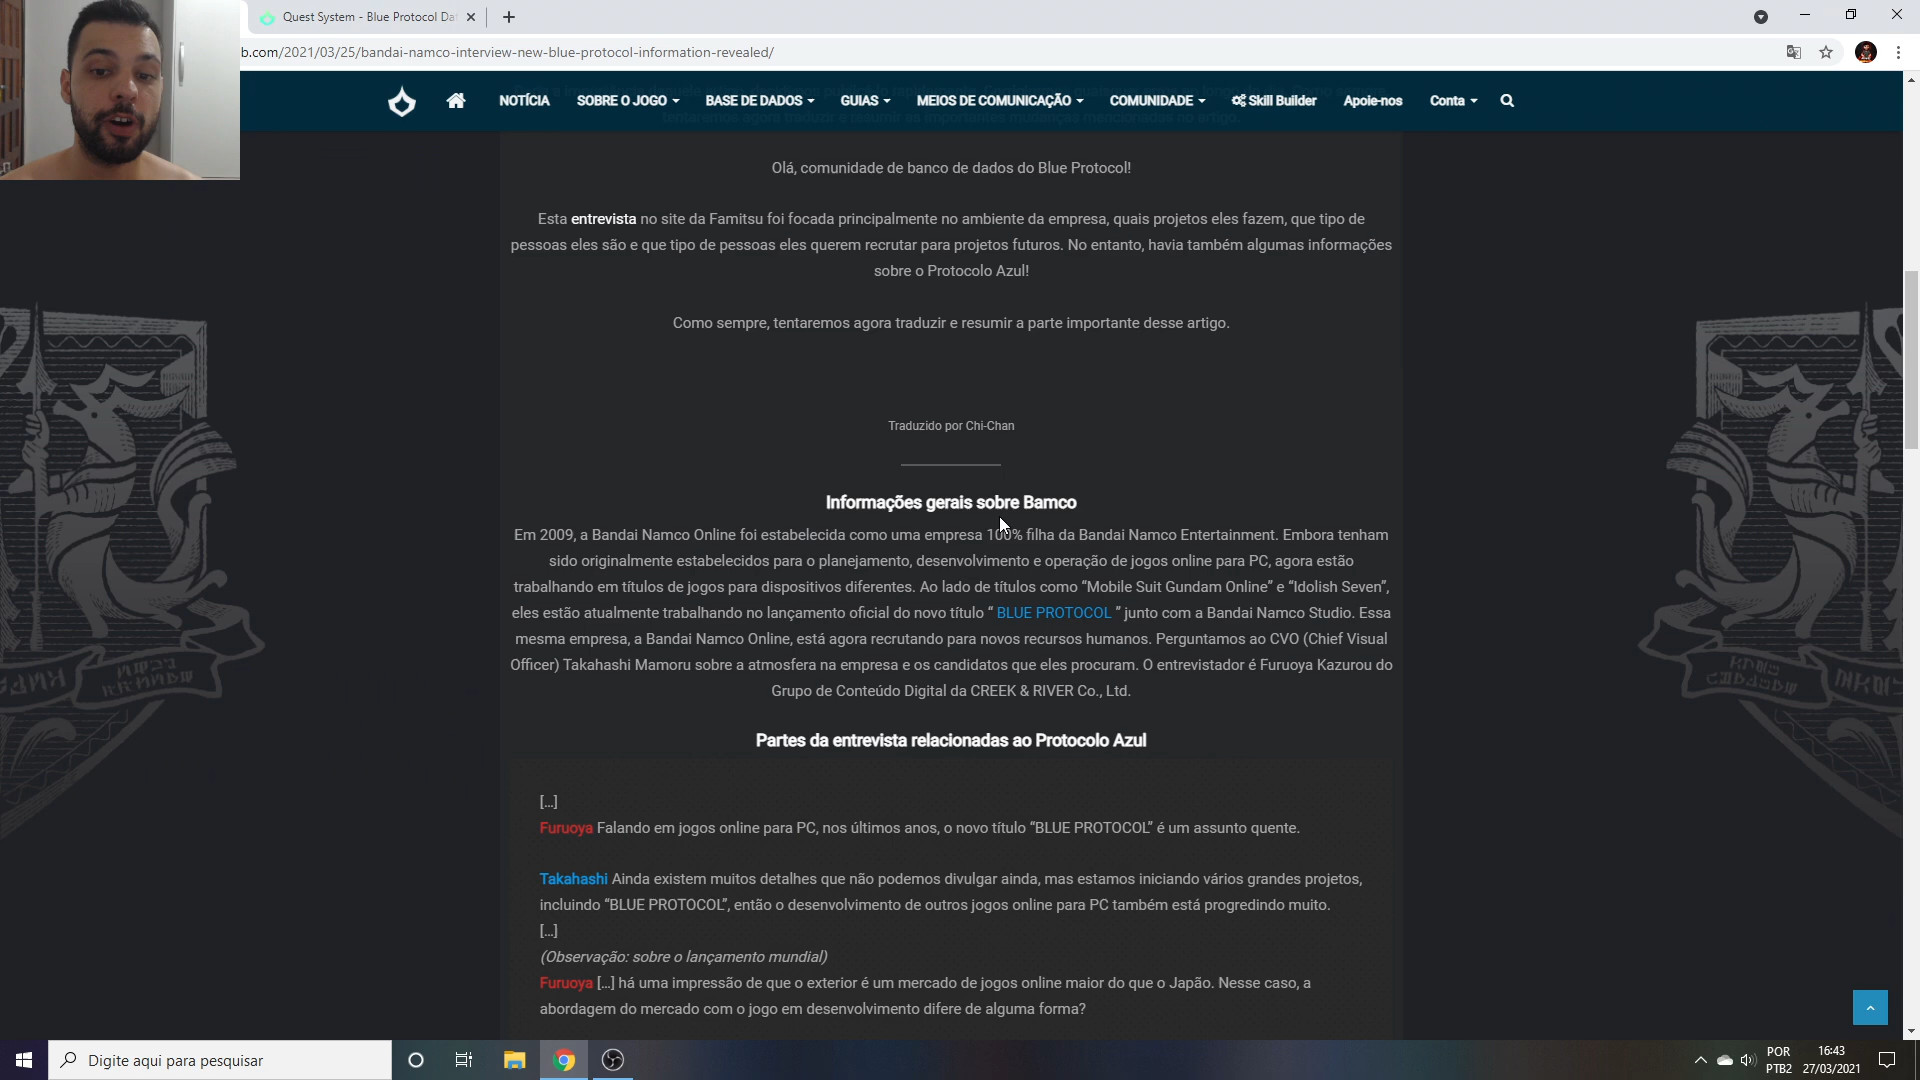 Quest System - Blue Protocol Dat
b.com/2021/03/25/bandai-namco-interview-new-blue-protocol-information-revealed/
NOTÍCIA SOBRE O JOGO BASE DE DADOS GUIAS MEIOS DE COMUNICAÇÃO COMUNIDADE Skill Builder Apoie-nos Conta
tentaremos agora traduzir e resumir as importantes mudanças mencionadas no artigo.
Olá, comunidade de banco de dados do Blue Protocol!
Esta entrevista no site da Famitsu foi focada principalmente no ambiente da empresa, quais projetos eles fazem, que tipo de
pessoas eles são e que tipo de pessoas eles querem recrutar para projetos futuros. No entanto, havia também algumas informações
sobre o Protocolo Azul!
Como sempre, tentaremos agora traduzir e resumir a parte importante desse artigo.
Traduzido por Chi-Chan
Informações gerais sobre Bamco
Em 2009, a Bandai Namco Online foi estabelecida como uma empresa 100% filha da Bandai Namco Entertainment. Embora tenham
sido originalmente estabelecidos para o planejamento, desenvolvimento e operação de jogos online para PC, agora estão
trabalhando em títulos de jogos para dispositivos diferentes. Ao lado de títulos como “Mobile Suit Gundam Online” e “Idolish Seven”,
eles estão atualmente trabalhando no lançamento oficial do novo título “ BLUE PROTOCOL ” junto com a Bandai Namco Studio. Essa
mesma empresa, a Bandai Namco Online, está agora recrutando para novos recursos humanos. Perguntamos ao CVO (Chief Visual
Officer) Takahashi Mamoru sobre a atmosfera na empresa e os candidatos que eles procuram. O entrevistador é Furuoya Kazurou do
Grupo de Conteúdo Digital da CREEK & RIVER Co., Ltd.
Partes da entrevista relacionadas ao Protocolo Azul
[…]
Furuoya Falando em jogos online para PC, nos últimos anos, o novo título “BLUE PROTOCOL” é um assunto quente.
Takahashi Ainda existem muitos detalhes que não podemos divulgar ainda, mas estamos iniciando vários grandes projetos,
incluindo “BLUE PROTOCOL”, então o desenvolvimento de outros jogos online para PC também está progredindo muito.
[…]
(Observação: sobre o lançamento mundial)
Furuoya […] há uma impressão de que o exterior é um mercado de jogos online maior do que o Japão. Nesse caso, a
abordagem do mercado com o jogo em desenvolvimento difere de alguma forma?
Digite aqui para pesquisar
POR
PTB2
16:43
27/03/2021